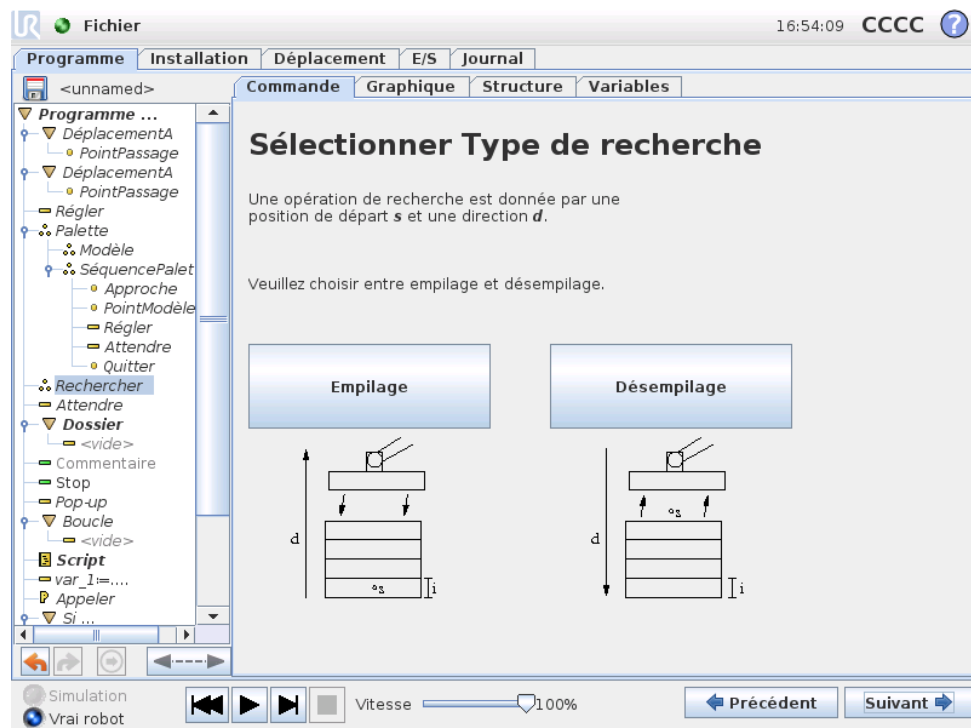 UR Fichier 16:54:09 CCCC ?
Programme Installation Déplacement E/S Journal
<unnamed>
Commande Graphique Structure Variables
Programme ...
DéplacementA
PointPassage
DéplacementA
PointPassage
Régler
Palette
Modèle
SéquencePalet
Approche
PointModèle
Régler
Attendre
Quitter
Rechercher
Attendre
Dossier
<vide>
Commentaire
Stop
Pop-up
Boucle
<vide>
Script
var_1:=....
Appeler
Si ...
Sélectionner Type de recherche
Une opération de recherche est donnée par une
position de départ s et une direction d.
Veuillez choisir entre empilage et désempilage.
Empilage
Désempilage
d
s
i
d
s
i
Simulation
Vrai robot
Vitesse 100%
Précédent
Suivant